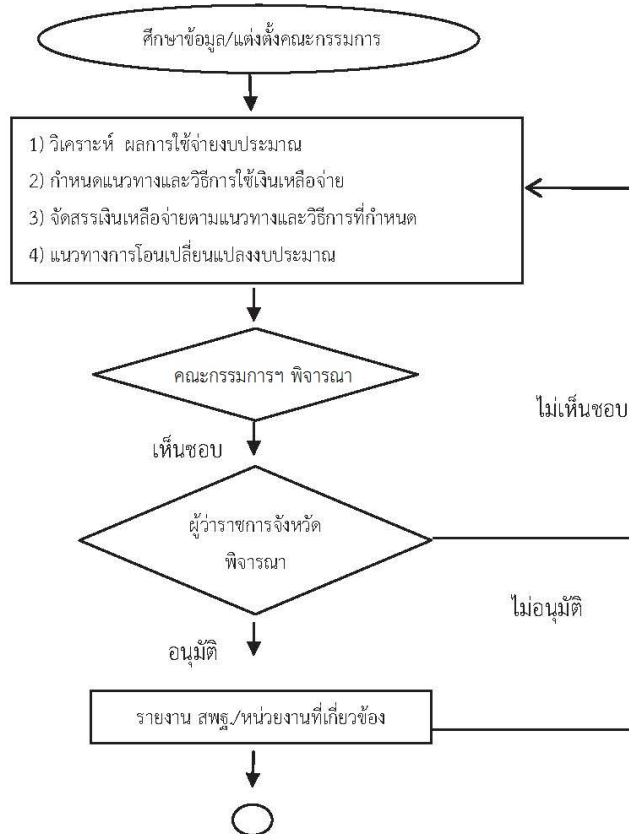 ศึกษาข้อมูล/แต่งตั้งคณะกรรมการ
1) วิเคราะห์ ผลการใช้จ่ายงบประมาณ
2) กำหนดแนวทางและวิธีการใช้เงินเหลือจ่าย
3) จัดสรรเงินเหลือจ่ายตามแนวทางและวิธีการที่กำหนด
4) แนวทางการโอนเปลี่ยนแปลงงบประมาณ
คณะกรรมการฯ พิจารณา
ไม่เห็นชอบ
เห็นชอบ
ผู้ว่าราชการจังหวัด
พิจารณา
ไม่อนุมัติ
อนุมัติ
รายงาน สพฐ./หน่วยงานที่เกี่ยวข้อง